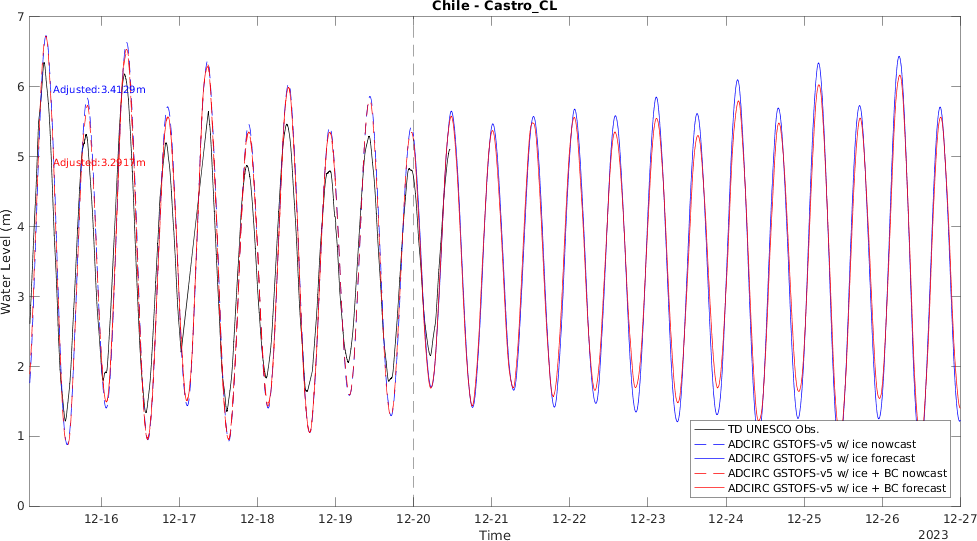 Chile - Castro_CL
7
6
5
4
3
2
1
0
Water Level (m)
Adjusted:3.4129m
Adjusted:3.2917m
TD UNESCO Obs.
ADCIRC GSTOFS-v5 w/ ice nowcast
ADCIRC GSTOFS-v5 w/ ice forecast
ADCIRC GSTOFS-v5 w/ ice + BC nowcast
ADCIRC GSTOFS-v5 w/ ice + BC forecast
12-16 12-17 12-18 12-19 12-20 12-21 12-22 12-23 12-24 12-25 12-26 12-27
Time
2023